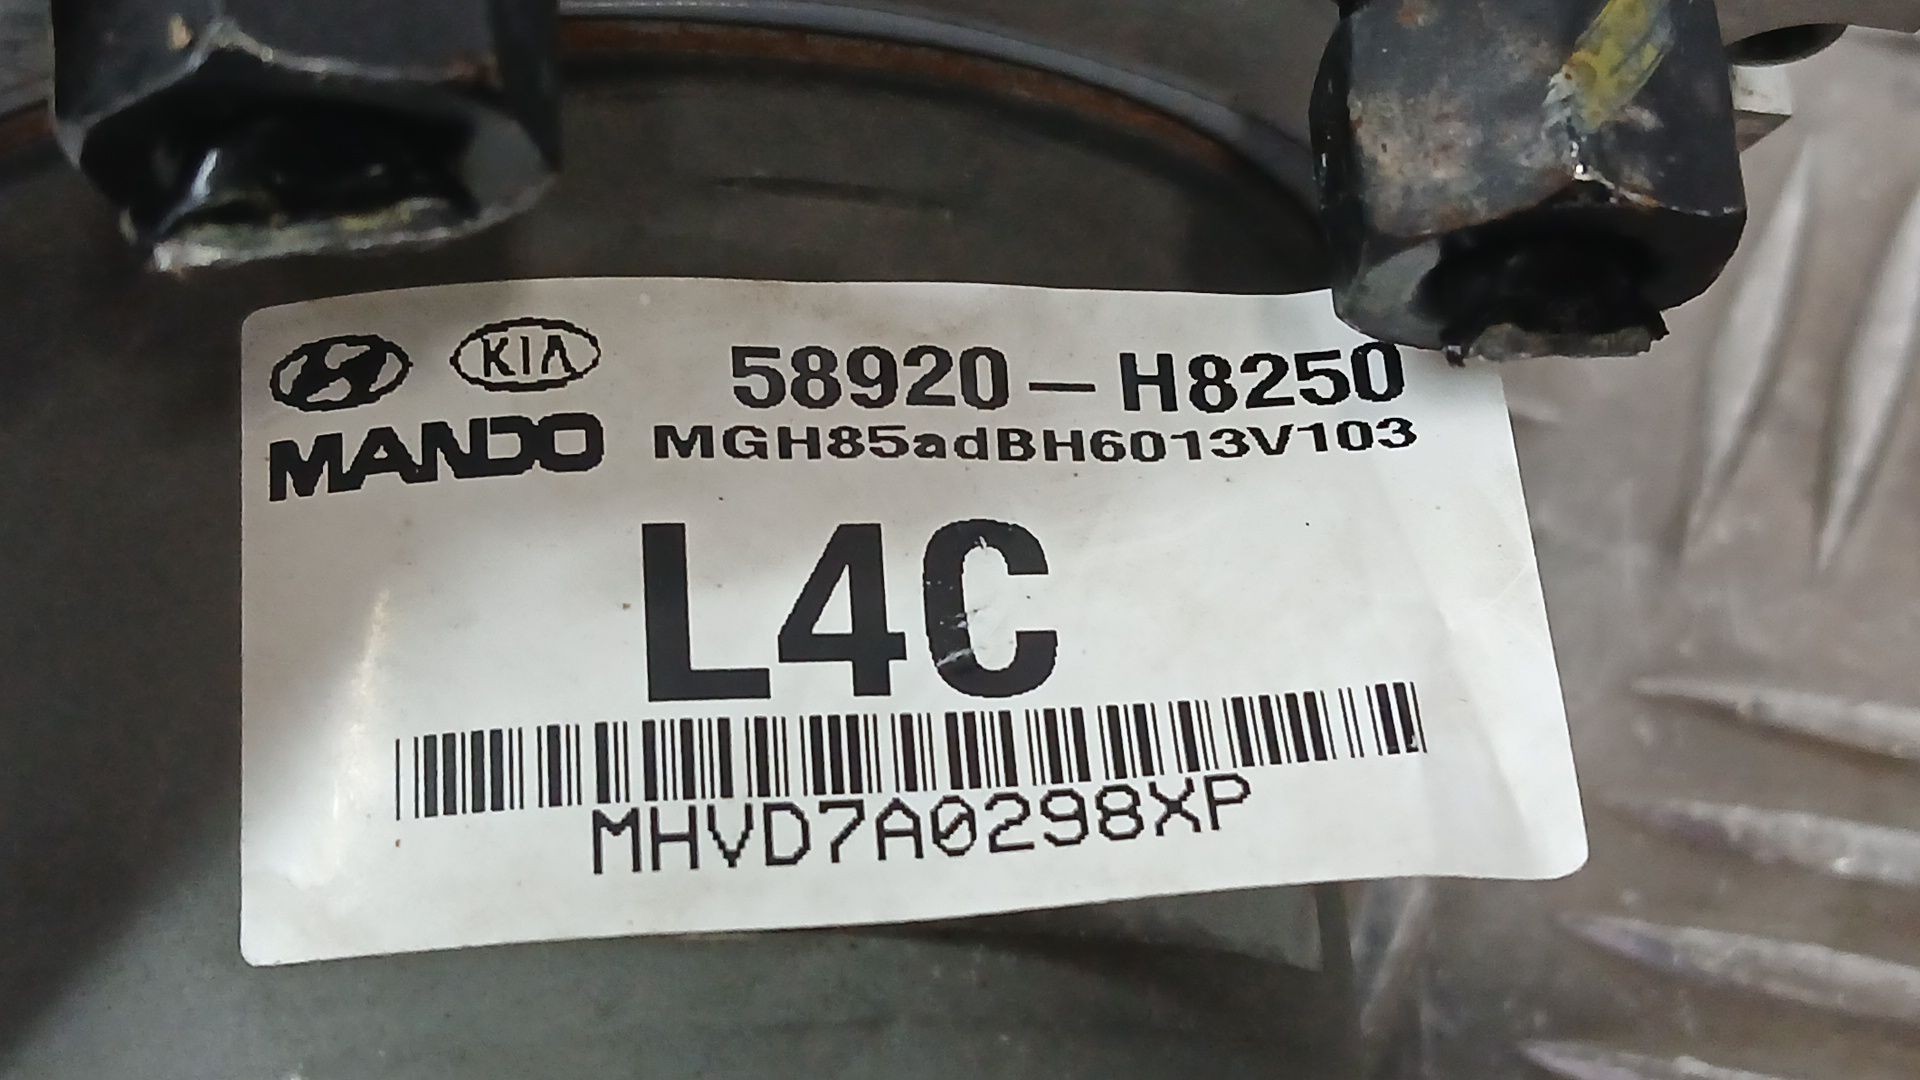 KIA
58920-H8250
MANDO MGH85adBH6013V103
L4C
MHVD7A0298XP